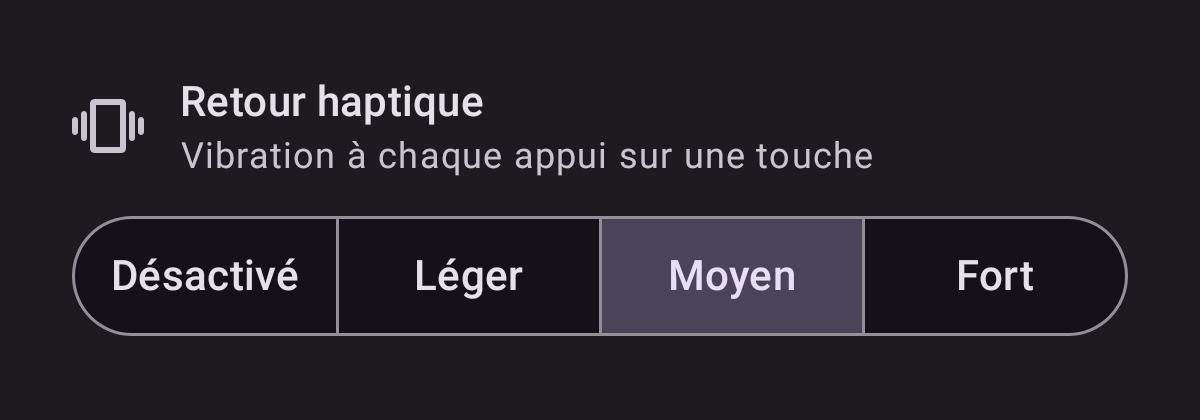 Retour haptique
Vibration à chaque appui sur une touche
Désactivé Léger Moyen Fort